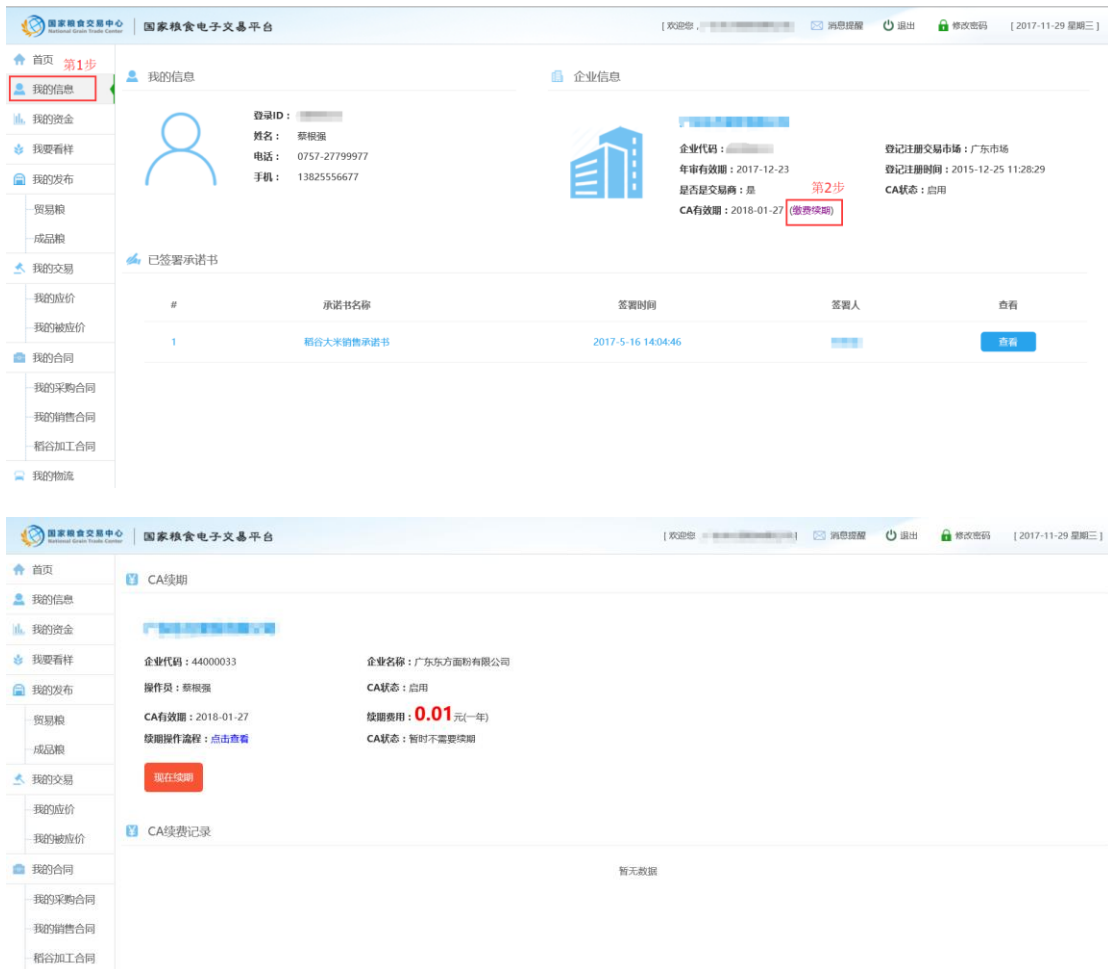 国家粮食交易中心 National Grain Trade Center 国家粮食电子交易平台 [ 欢迎您， ] 消息提醒 退出 修改密码 [ 2017-11-29 星期三 ]
首页 第1步
我的信息
我的资金
我要看样
我的发布
贸易粮
成品粮
我的交易
我的应价
我的被应价
我的合同
我的采购合同
我的销售合同
稻谷加工合同
我的物流
我的信息
登录ID：
姓名： 蔡根强
电话： 0757-27799977
手机： 13825556677
企业信息
企业代码： 登记注册交易市场：广东市场
年审有效期：2017-12-23 登记注册时间：2015-12-25 11:28:29
是否是交易商：是 第2步 CA状态：启用
CA有效期：2018-01-27 (缴费续期)
已签署承诺书
# 承诺书名称 签署时间 签署人 查看
1 稻谷大米销售承诺书 2017-5-16 14:04:46 查看
国家粮食交易中心 National Grain Trade Center 国家粮食电子交易平台 [ 欢迎您 ] 消息提醒 退出 修改密码 [ 2017-11-29 星期三 ]
首页
我的信息
我的资金
我要看样
我的发布
贸易粮
成品粮
我的交易
我的应价
我的被应价
我的合同
我的采购合同
我的销售合同
稻谷加工合同
CA续期
企业代码：44000033 企业名称：广东东方面粉有限公司
操作员：蔡根强 CA状态：启用
CA有效期：2018-01-27 续期费用：0.01元(一年)
续期操作流程：点击查看 CA状态：暂时不需要续期
现在续期
CA续费记录
暂无数据